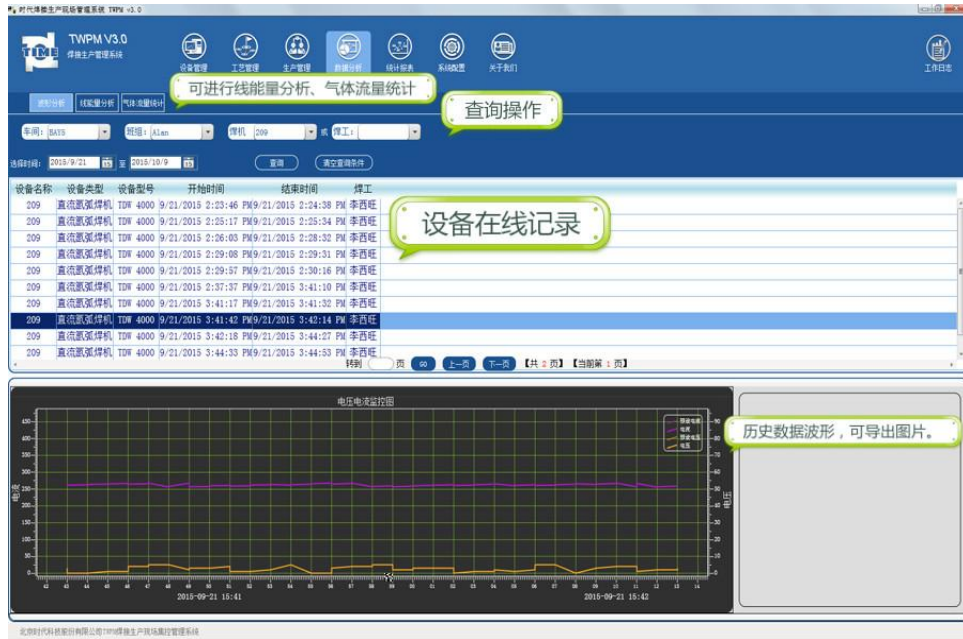 时代焊接生产现场管理系统 TWPM v3.0
TIME
TWPM V3.0
焊接生产管理系统
设备管理 工艺管理 生产管理 数据分析 统计报表 系统配置 关于我们 工作日志
可进行线能量分析、气体流量统计
查询操作
波形分析 线能量分析 气体流量统计
车间: BAYS 班组: Alan 焊机 209 或 焊工:
选择时间: 2015/9/21 15 至 2015/10/9 15 查询 清空查询条件
设备名称 设备类型 设备型号 开始时间 结束时间 焊工
209 直流氩弧焊机 TDW 4000 9/21/2015 2:23:46 PM 9/21/2015 2:24:38 PM 李西旺
209 直流氩弧焊机 TDW 4000 9/21/2015 2:25:17 PM 9/21/2015 2:25:34 PM 李西旺
209 直流氩弧焊机 TDW 4000 9/21/2015 2:26:03 PM 9/21/2015 2:28:32 PM 李西旺
209 直流氩弧焊机 TDW 4000 9/21/2015 2:29:08 PM 9/21/2015 2:29:31 PM 李西旺
209 直流氩弧焊机 TDW 4000 9/21/2015 2:29:57 PM 9/21/2015 2:30:16 PM 李西旺
209 直流氩弧焊机 TDW 4000 9/21/2015 2:37:37 PM 9/21/2015 3:41:10 PM 李西旺
209 直流氩弧焊机 TDW 4000 9/21/2015 3:41:17 PM 9/21/2015 3:41:32 PM 李西旺
209 直流氩弧焊机 TDW 4000 9/21/2015 3:41:42 PM 9/21/2015 3:42:14 PM 李西旺
209 直流氩弧焊机 TDW 4000 9/21/2015 3:42:18 PM 9/21/2015 3:44:27 PM 李西旺
209 直流氩弧焊机 TDW 4000 9/21/2015 3:44:33 PM 9/21/2015 3:44:53 PM 李西旺
设备在线记录
转到 页 GO 上一页 下一页 【共 2 页】【当前第 1 页】
电压电流监控图
预设电流
电流
预设电压
电压
历史数据波形，可导出图片。
电流
电压
2015-09-21 15:41
2015-09-21 15:42
北京时代科技股份有限公司TWPM焊接生产现场集控管理系统